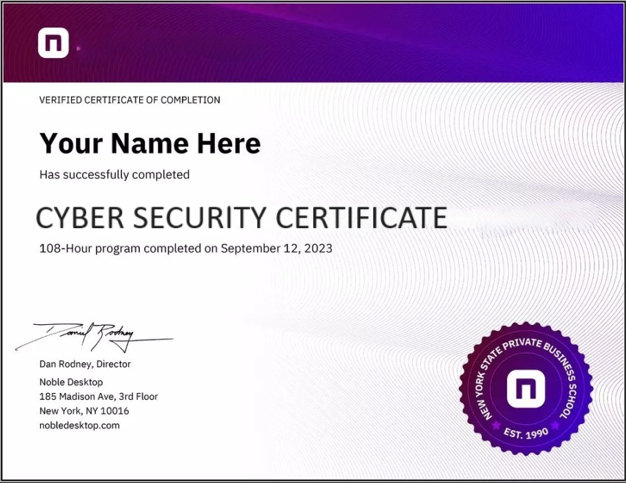 n
VERIFIED CERTIFICATE OF COMPLETION
Your Name Here
Has successfully completed
CYBER SECURITY CERTIFICATE
108-Hour program completed on September 12, 2023
Daniel Rodney
Dan Rodney, Director
Noble Desktop
185 Madison Ave, 3rd Floor
New York, NY 10016
nobledesktop.com
NEW YORK STATE PRIVATE BUSINESS SCHOOL
n
EST. 1990